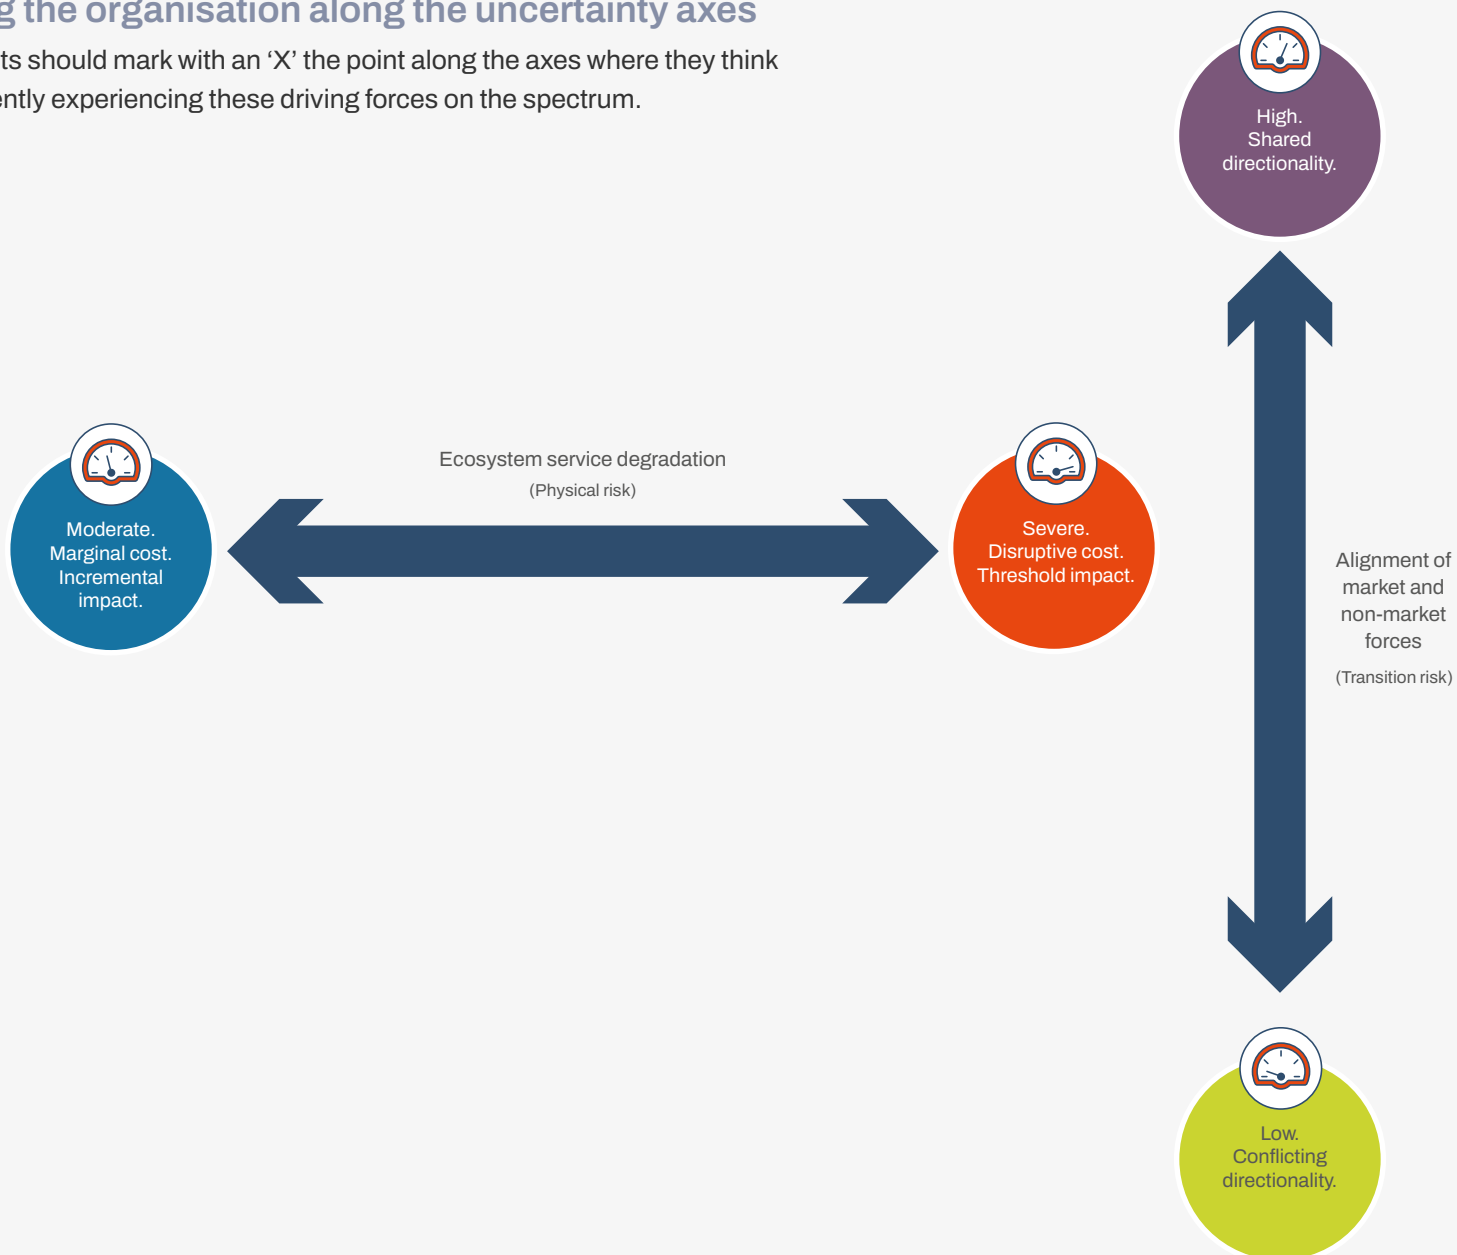 the organisation along the uncertainty axes
should mark with an ‘X’ the point along the axes where they think
experiencing these driving forces on the spectrum.
High.
Shared
directionality.
Ecosystem service degradation
(Physical risk)
Moderate.
Marginal cost.
Incremental
impact.
Severe.
Disruptive cost.
Threshold impact.
Alignment of
market and
non-market
forces
(Transition risk)
Low.
Conflicting
directionality.